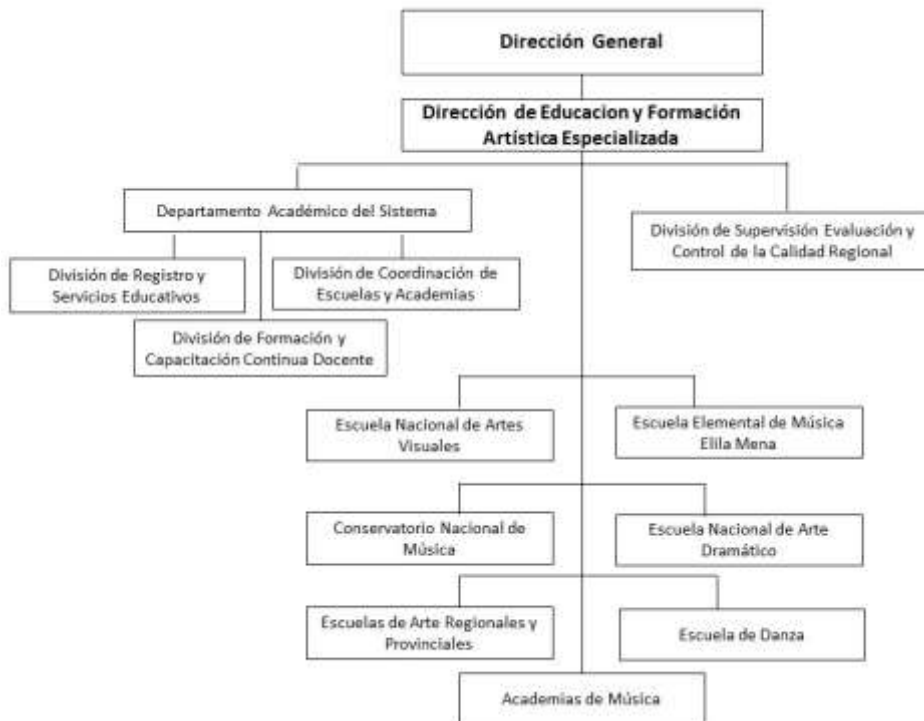 Dirección General
Dirección de Educacion y Formación
Artística Especializada
Departamento Académico del Sistema
División de Supervisión Evaluación y
Control de la Calidad Regional
División de Registro y
Servicios Educativos
División de Coordinación de
Escuelas y Academias
División de Formación y
Capacitación Continua Docente
Escuela Nacional de Artes
Visuales
Escuela Elemental de Música
Elila Mena
Conservatorio Nacional de
Música
Escuela Nacional de Arte
Dramático
Escuelas de Arte Regionales y
Provinciales
Escuela de Danza
Academias de Música